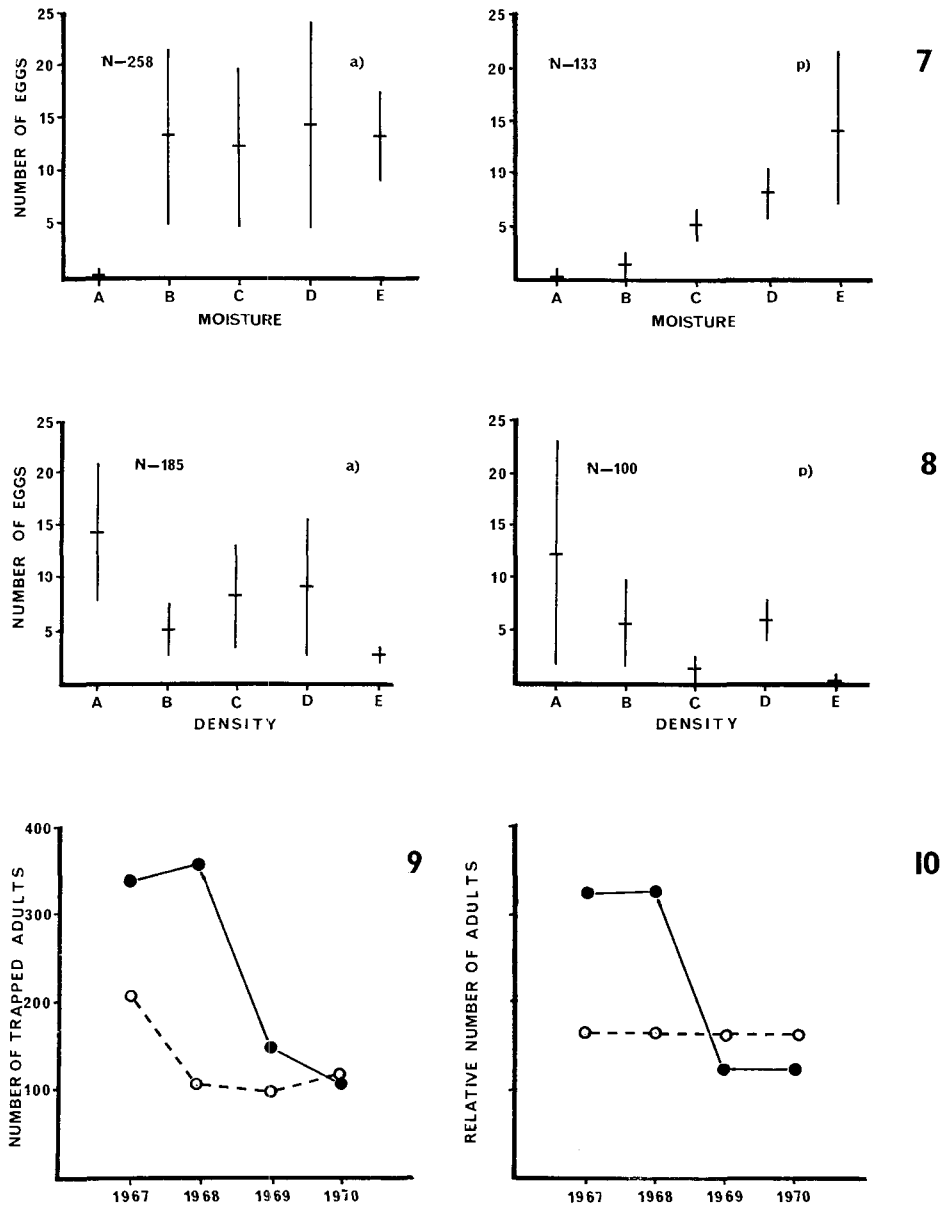 7
NUMBER OF EGGS
25
20
15
10
5
N–258
a)
A B C D E
MOISTURE
25
20
15
10
5
N–133
p)
A B C D E
MOISTURE
8
NUMBER OF EGGS
25
20
15
10
5
N–185
a)
A B C D E
DENSITY
25
20
15
10
5
N–100
p)
A B C D E
DENSITY
9
NUMBER OF TRAPPED ADULTS
400
300
200
100
1967 1968 1969 1970
10
RELATIVE NUMBER OF ADULTS
1967 1968 1969 1970